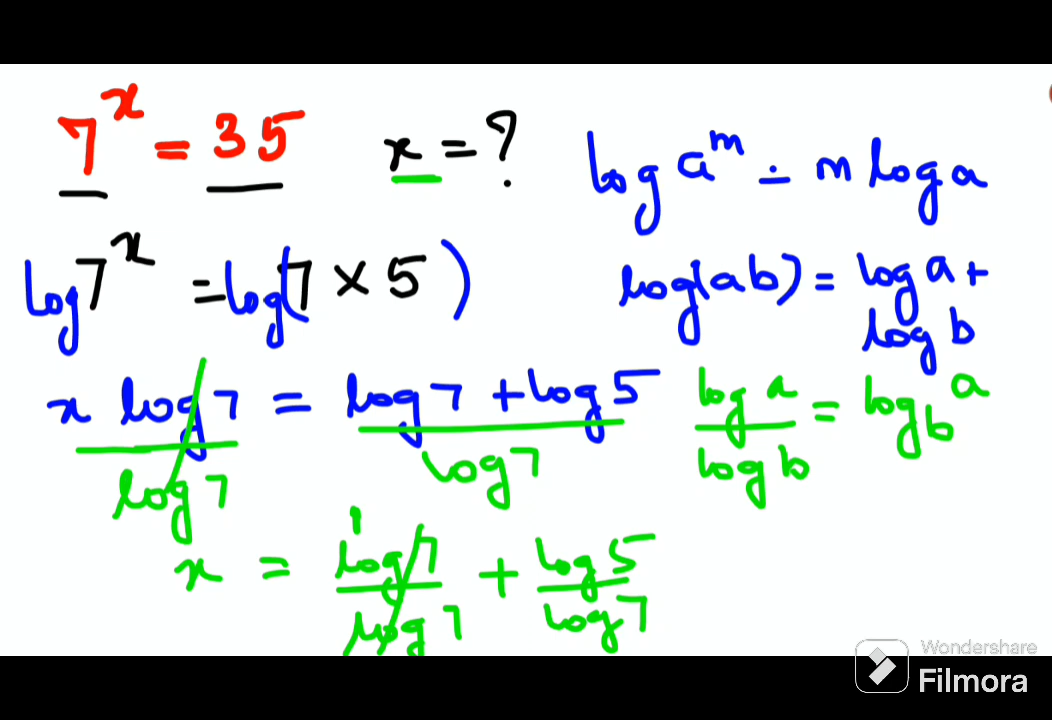 7^x = 35 x = ?
log a^m = m log a
log 7^x = log(7 × 5)
log(ab) = log a +
log b
x log 7 = log 7 + log 5
log 7 log 7
log a = log_b a
log b
1
x = log 7 + log 5
log 7 log 7
Wondershare
Filmora